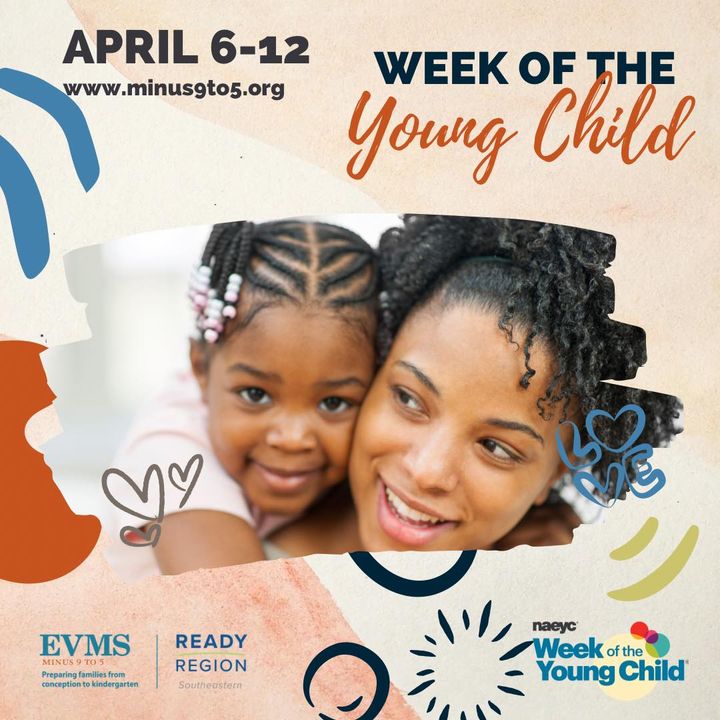 APRIL 6-12
www.minus9to5.org
WEEK OF THE
Young Child
LOVE
EVMS
MINUS 9 TO 5
Preparing families from
conception to kindergarten
READY
REGION
Southeastern
naeyc
Week of the
Young Child®